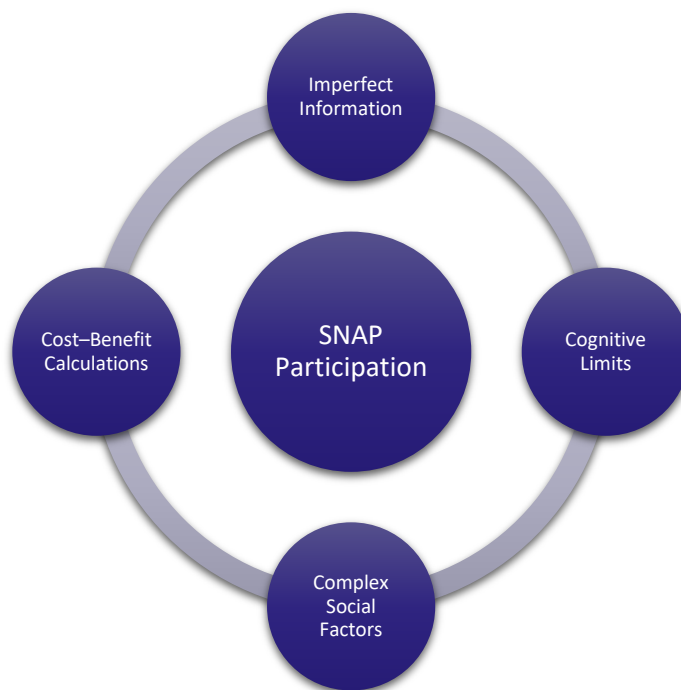 Imperfect
Information
Cost–Benefit
Calculations
SNAP
Participation
Cognitive
Limits
Complex
Social
Factors